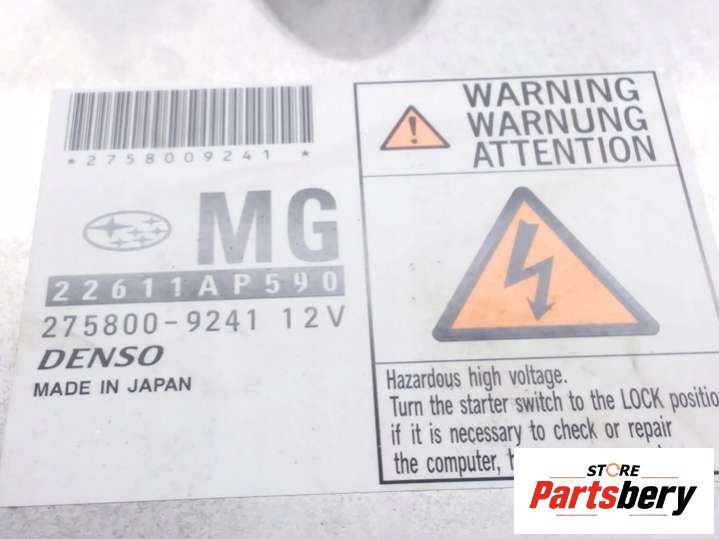 *2758009241*
MG
22611AP590
275800-9241 12V
DENSO
MADE IN JAPAN
WARNING
WARNUNG
ATTENTION
Hazardous high voltage.
Turn the starter switch to the LOCK positio
if it is necessary to check or repair
the computer,
STORE
Partsbery